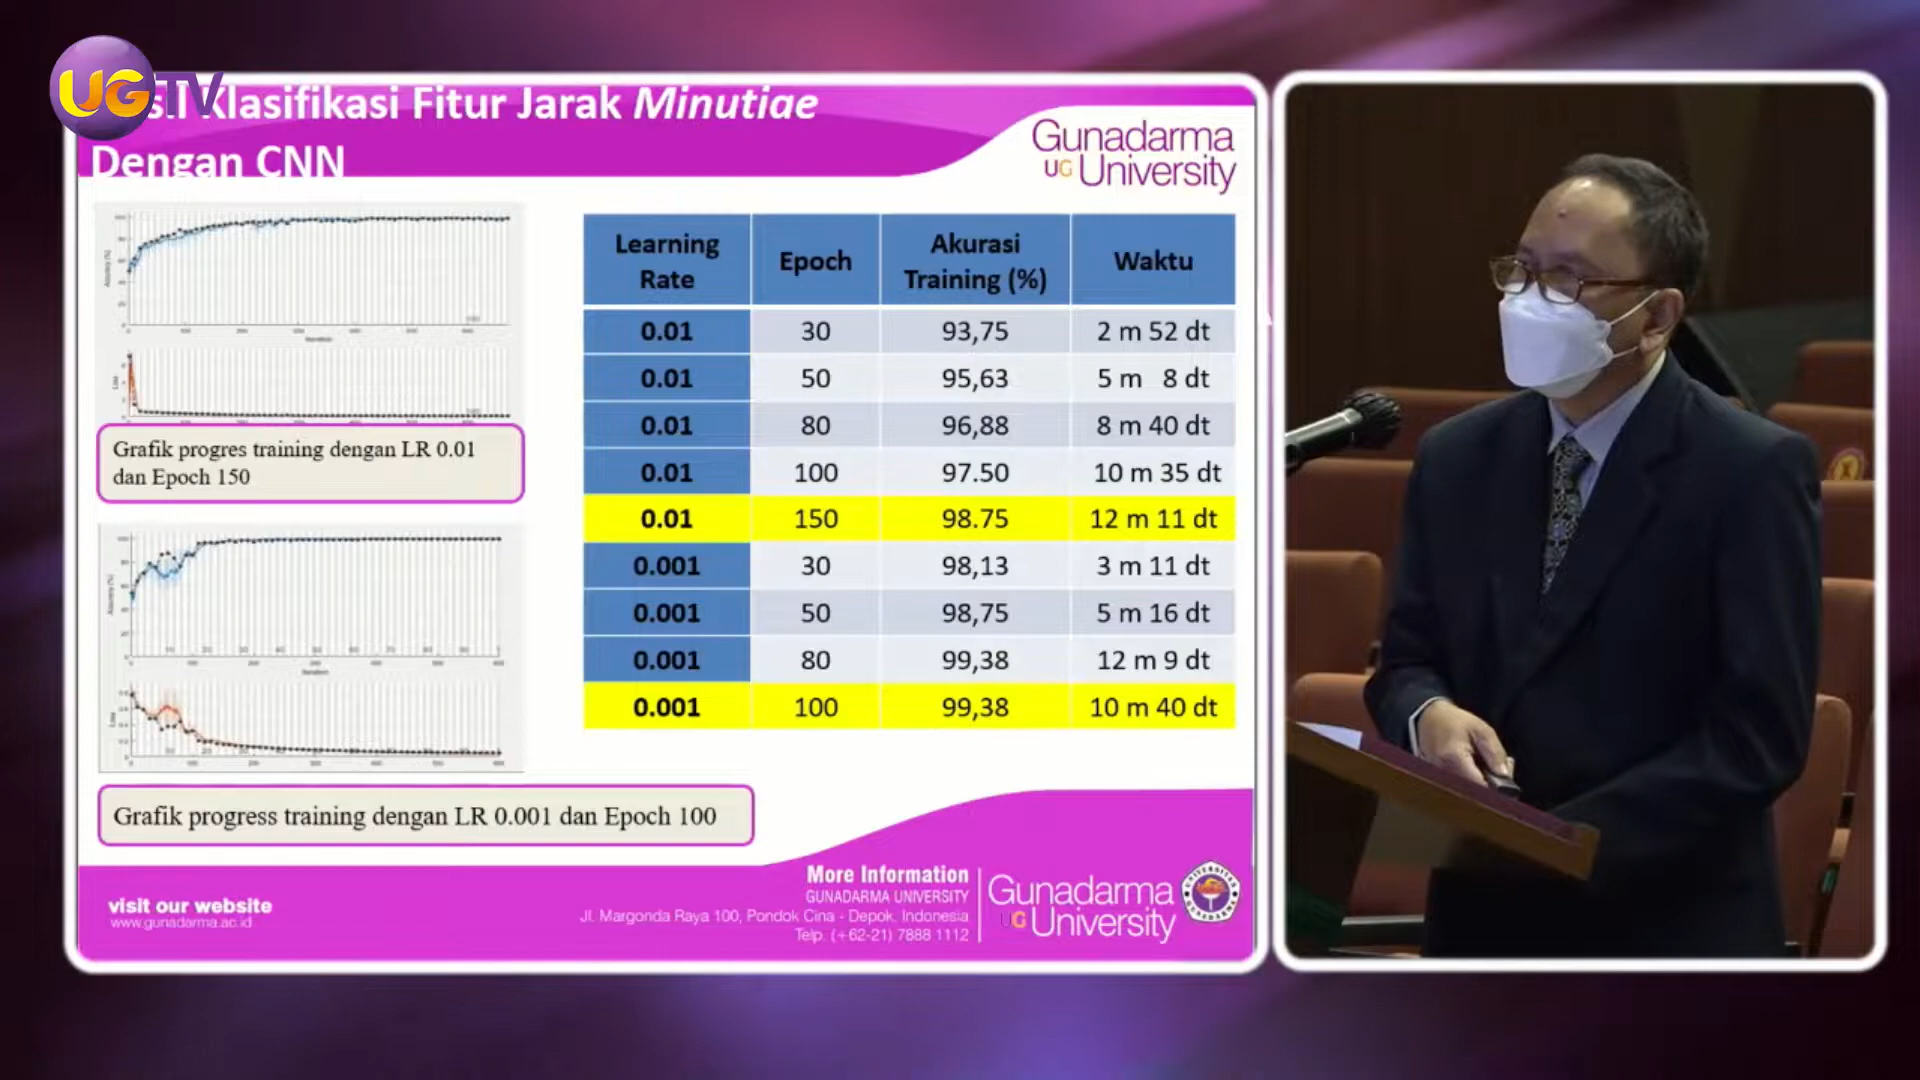 UGTV
Klasifikasi Fitur Jarak Minutiae
Dengan CNN
Gunadarma
UG University
Grafik progres training dengan LR 0.01
dan Epoch 150
Grafik progress training dengan LR 0.001 dan Epoch 100
Learning Rate Epoch Akurasi Training (%) Waktu
0.01 30 93,75 2 m 52 dt
0.01 50 95,63 5 m 8 dt
0.01 80 96,88 8 m 40 dt
0.01 100 97.50 10 m 35 dt
0.01 150 98.75 12 m 11 dt
0.001 30 98,13 3 m 11 dt
0.001 50 98,75 5 m 16 dt
0.001 80 99,38 12 m 9 dt
0.001 100 99,38 10 m 40 dt
visit our website
www.gunadarma.ac.id
More Information
GUNADARMA UNIVERSITY
Jl. Margonda Raya 100, Pondok Cina - Depok. Indonesia
Telp. (+62-21) 7888 1112
Gunadarma
UG University